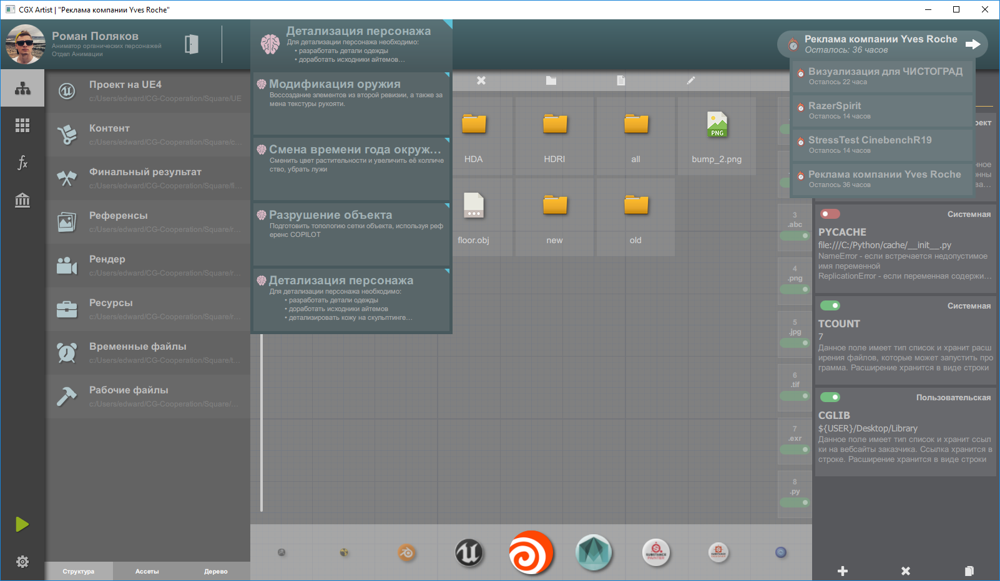 CGX Artist | "Реклама компании Yves Roche"
Роман Поляков
Аниматор органических персонажей
Отдел Анимации
Детализация персонажа
Для детализации персонажа необходимо:
• разработать детали одежды
• доработать исходники айтемов...
Реклама компании Yves Roche
Осталось: 36 часов
Визуализация для ЧИСТОГРАД
Осталось 22 часа
RazerSpirit
Осталось 14 часов
StressTest CinebenchR19
Осталось 14 часов
Реклама компании Yves Roche
Осталось 36 часов
Проект на UE4
c:/Users/edward/CG-Cooperation/Square/UE
Контент
c:/Users/edward/CG-Cooperation/Square/c...
Финальный результат
c:/Users/edward/CG-Cooperation/Square/fi...
Референсы
c:/Users/edward/CG-Cooperation/Square/r...
Рендер
c:/Users/edward/CG-Cooperation/Square/r...
Ресурсы
c:/Users/edward/CG-Cooperation/Square/r...
Временные файлы
c:/Users/edward/CG-Cooperation/Square/t...
Рабочие файлы
c:/Users/edward/CG-Cooperation/Square/...
Структура
Ассеты
Дерево
Модификация оружия
Воссоздание элементов из второй ревизии, а также за
мена текстуры рукояти.
Смена времени года окруж...
Сменить цвет растительности и увеличить её колличе
ство, убрать лужи
Разрушение объекта
Подготовить топологию сетки объекта, используя реф
еренс COPILOT
Детализация персонажа
Для детализации персонажа необходимо:
• разработать детали одежды
• доработать исходники айтемов
• детализировать кожу на скульптинге...
HDA
HDRI
all
PNG
bump_2.png
floor.obj
new
old
3
.abc
4
.png
5
.jpg
6
.tif
7
.exr
8
.py
SUBSTANCE
PAINTER
SUBSTANCE
DESIGNER
ект
ное
нны
ва...
Системная
PYCACHE
file:///C:/Python/cache/__init__.py
NameError - если встречается недопустимое
имя переменной
ReplicationError - если переменная содержи...
Системная
TCOUNT
7
Данное поле имеет тип список и хранит расш
ирения файлов, которые может запустить про
грамма. Расширение хранится в виде строки
Пользовательская
CGLIB
${USER}/Desktop/Library
Данное поле имеет тип список и хранит ссыл
ки на вебсайты заказчика. Ссылка хранится в
строке. Расширение хранится в виде строки